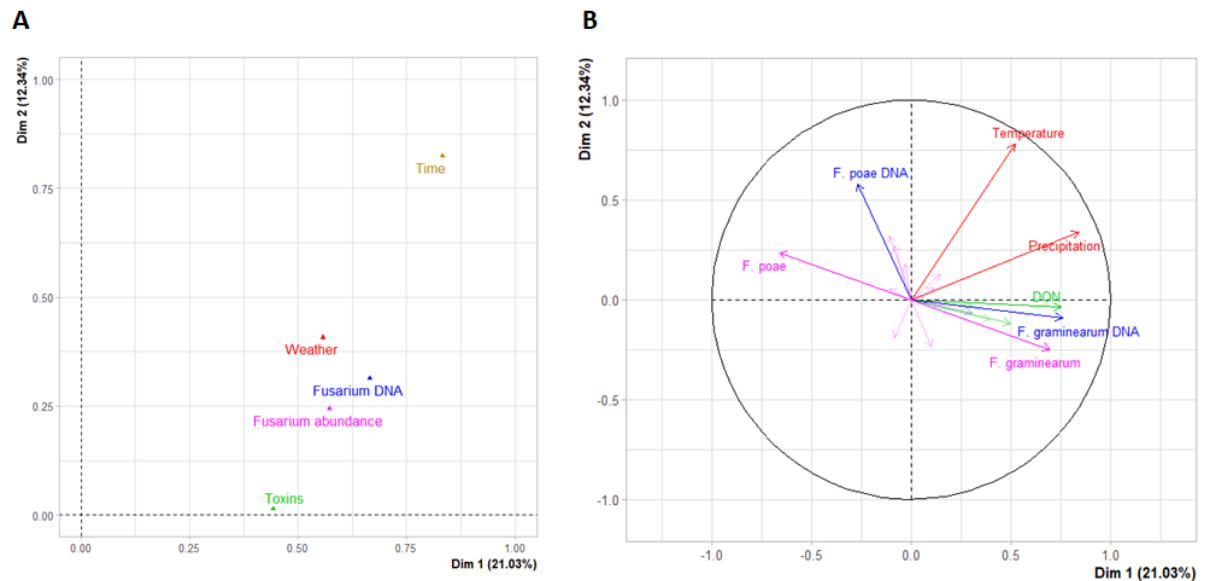 A
Dim 2 (12.34%)
1.00
0.75
0.50
0.25
0.00
Time
Weather
Fusarium DNA
Fusarium abundance
Toxins
0.00 0.25 0.50 0.75 1.00
Dim 1 (21.03%)
B
Dim 2 (12.34%)
1.0
0.5
0.0
-0.5
-1.0
Temperature
F. poae DNA
Precipitation
F. poae
DON
F. graminearum DNA
F. graminearum
-1.0 -0.5 0.0 0.5 1.0
Dim 1 (21.03%)